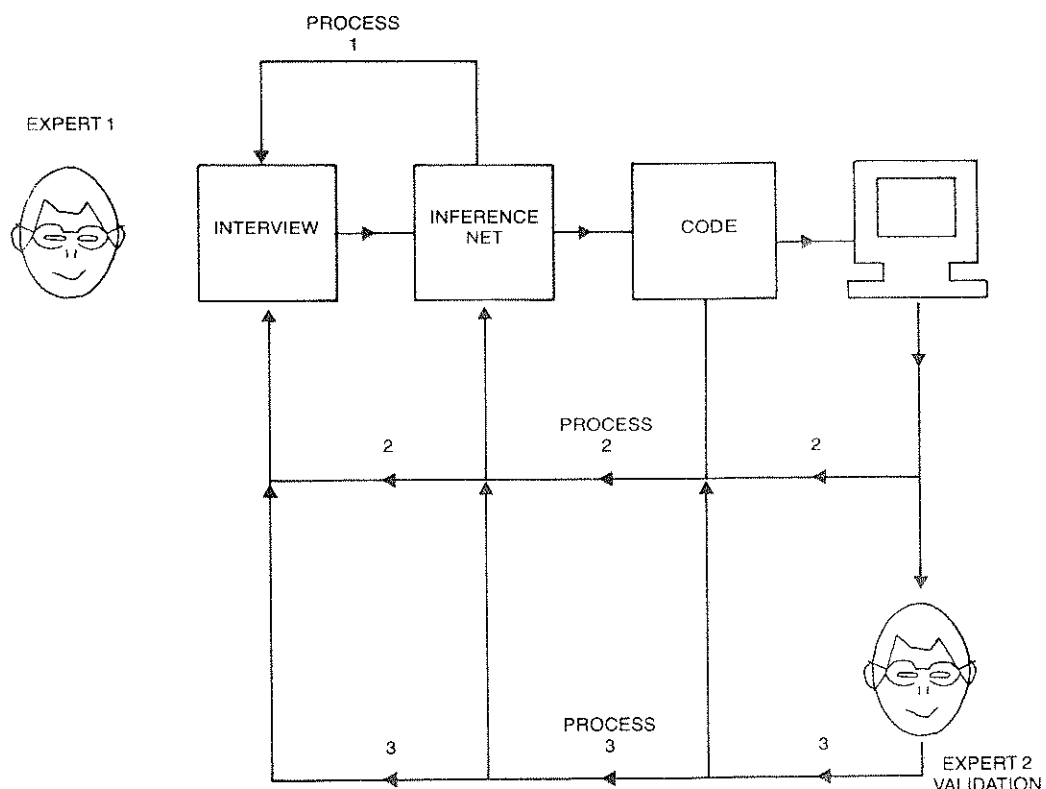 PROCESS
1
EXPERT 1
INTERVIEW
INFERENCE
NET
CODE
PROCESS
2
2
2
PROCESS
3
3
3
EXPERT 2
VALIDATION